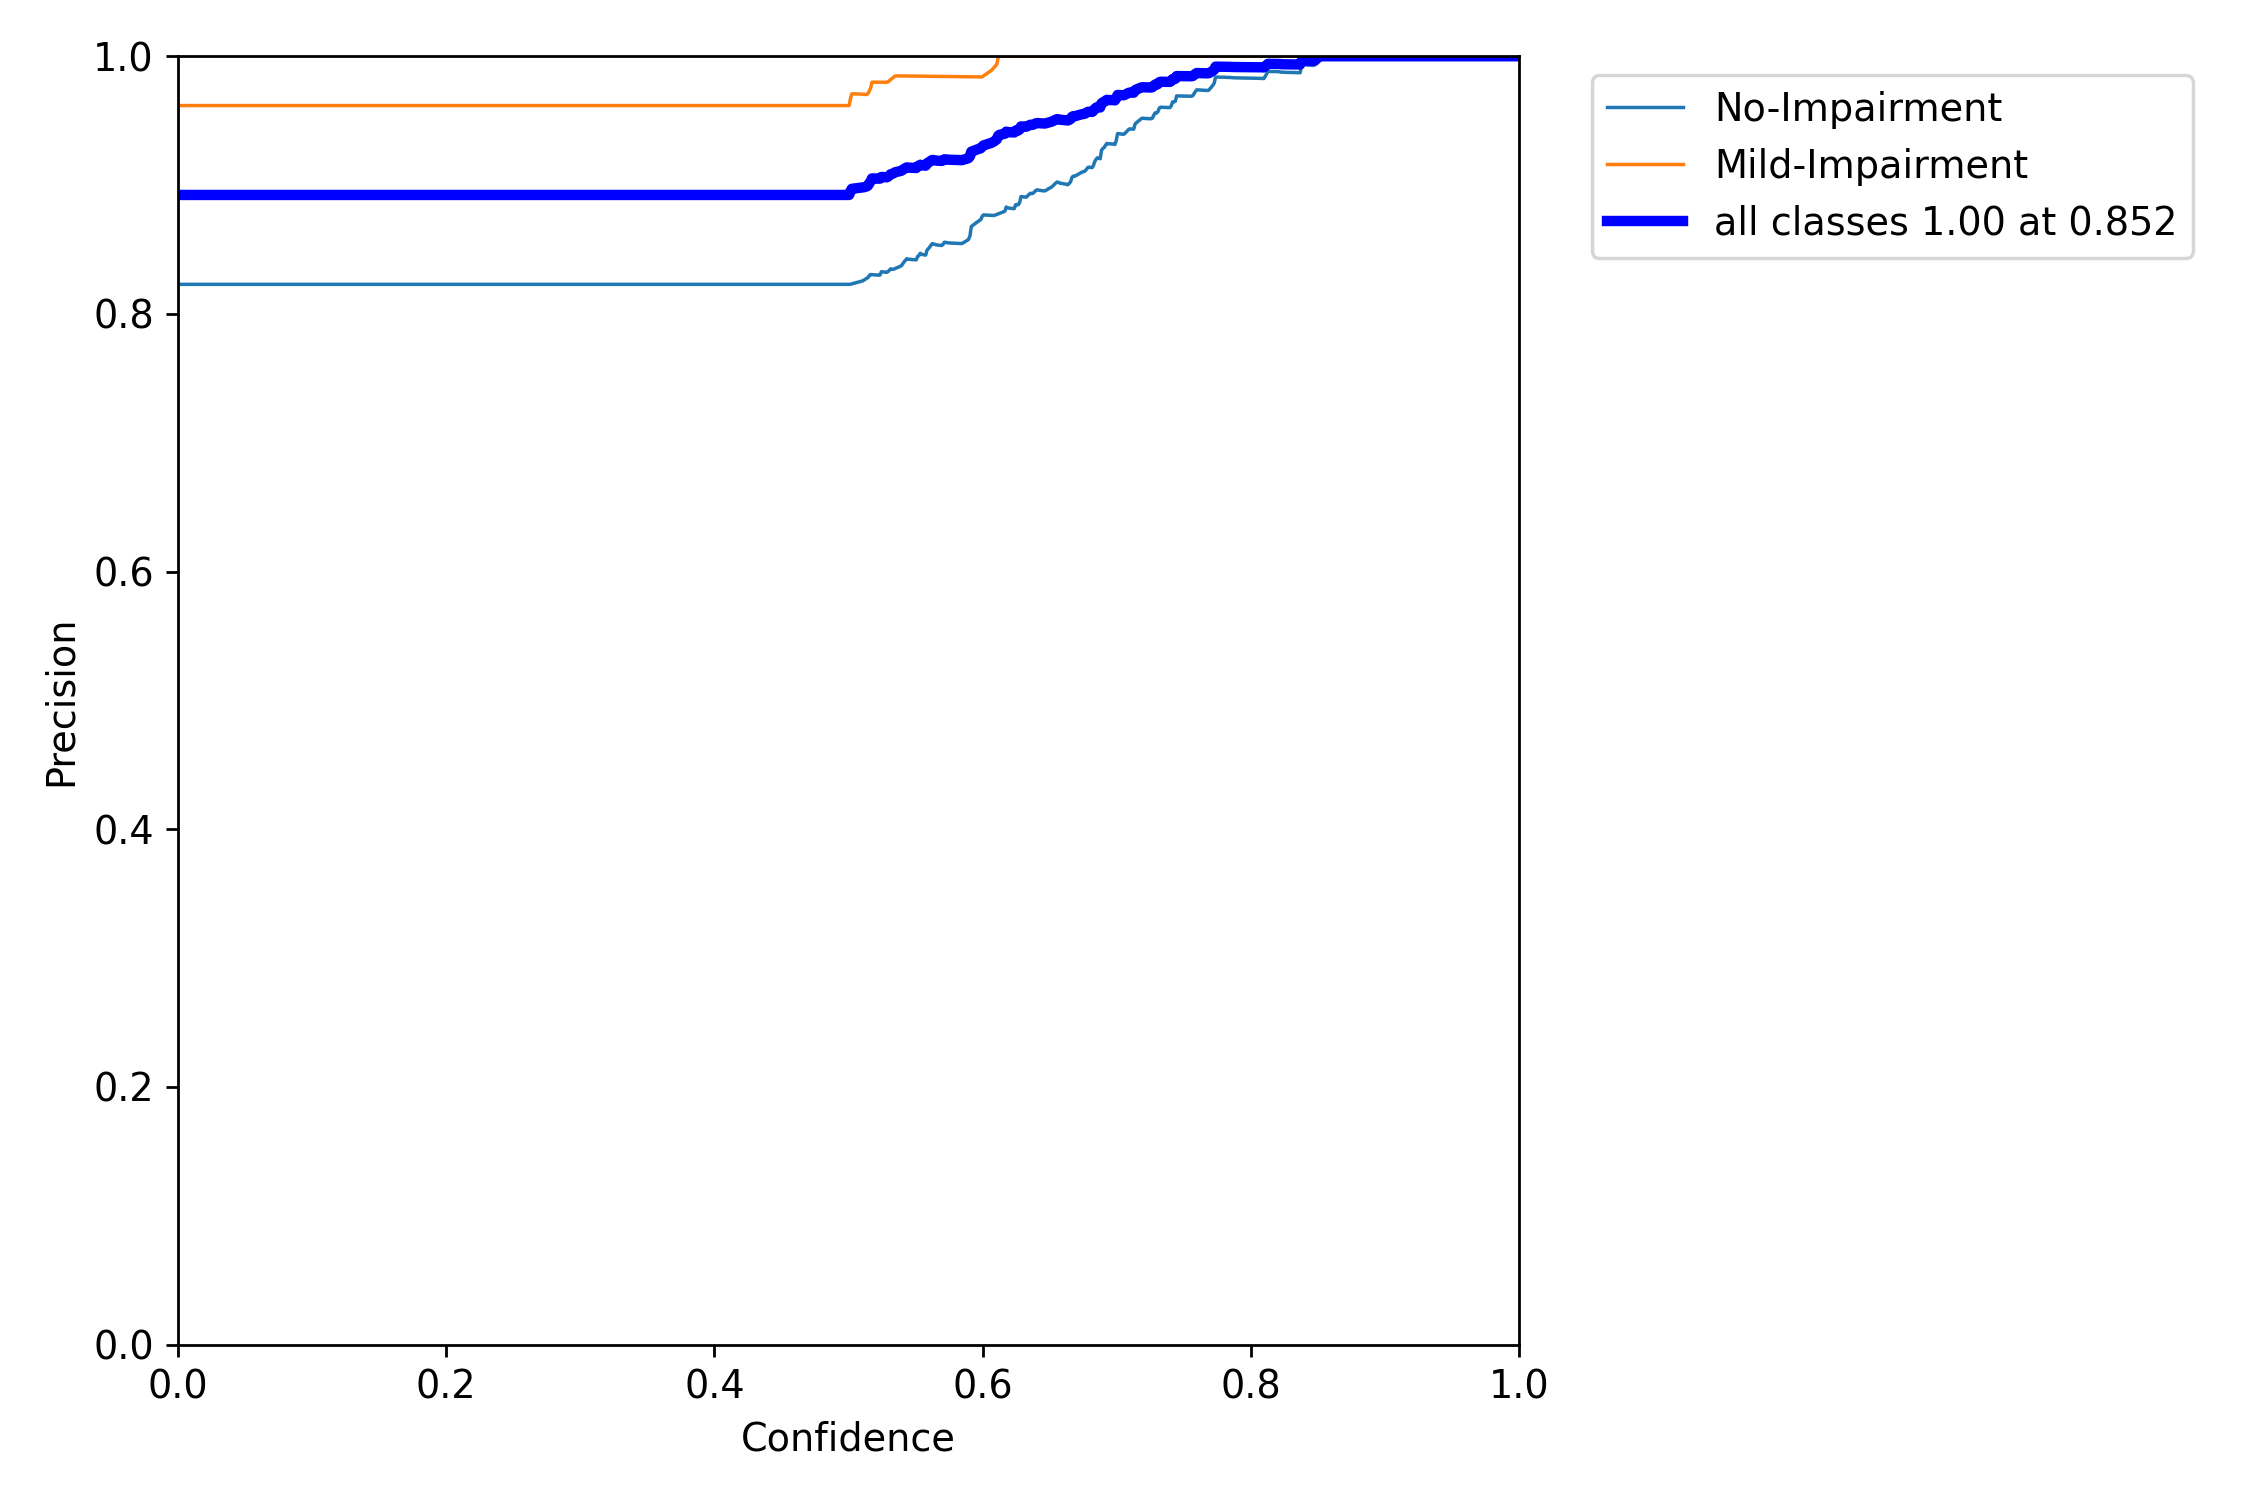 1.0
0.8
0.6
0.4
0.2
0.0
Precision
0.0 0.2 0.4 0.6 0.8 1.0
Confidence
No-Impairment
Mild-Impairment
all classes 1.00 at 0.852